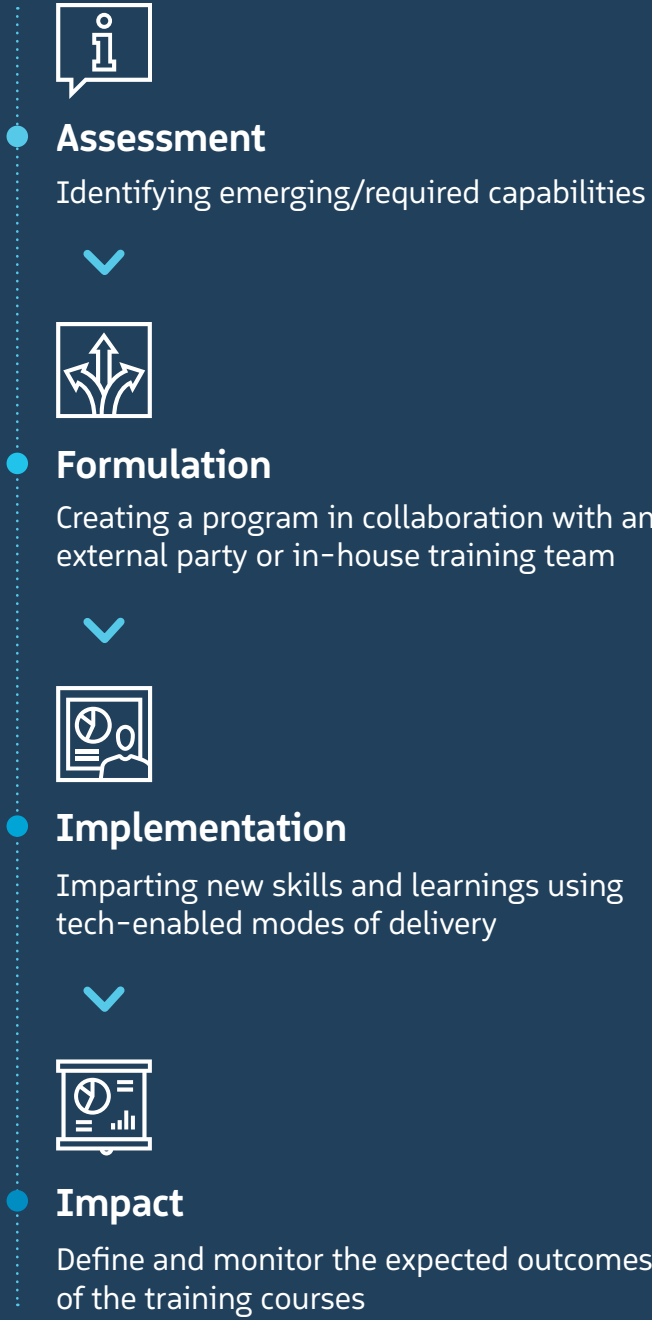 Assessment
Identifying emerging/required capabilities
Formulation
Creating a program in collaboration with an
external party or in-house training team
Implementation
Imparting new skills and learnings using
tech-enabled modes of delivery
Impact
Define and monitor the expected outcomes
of the training courses